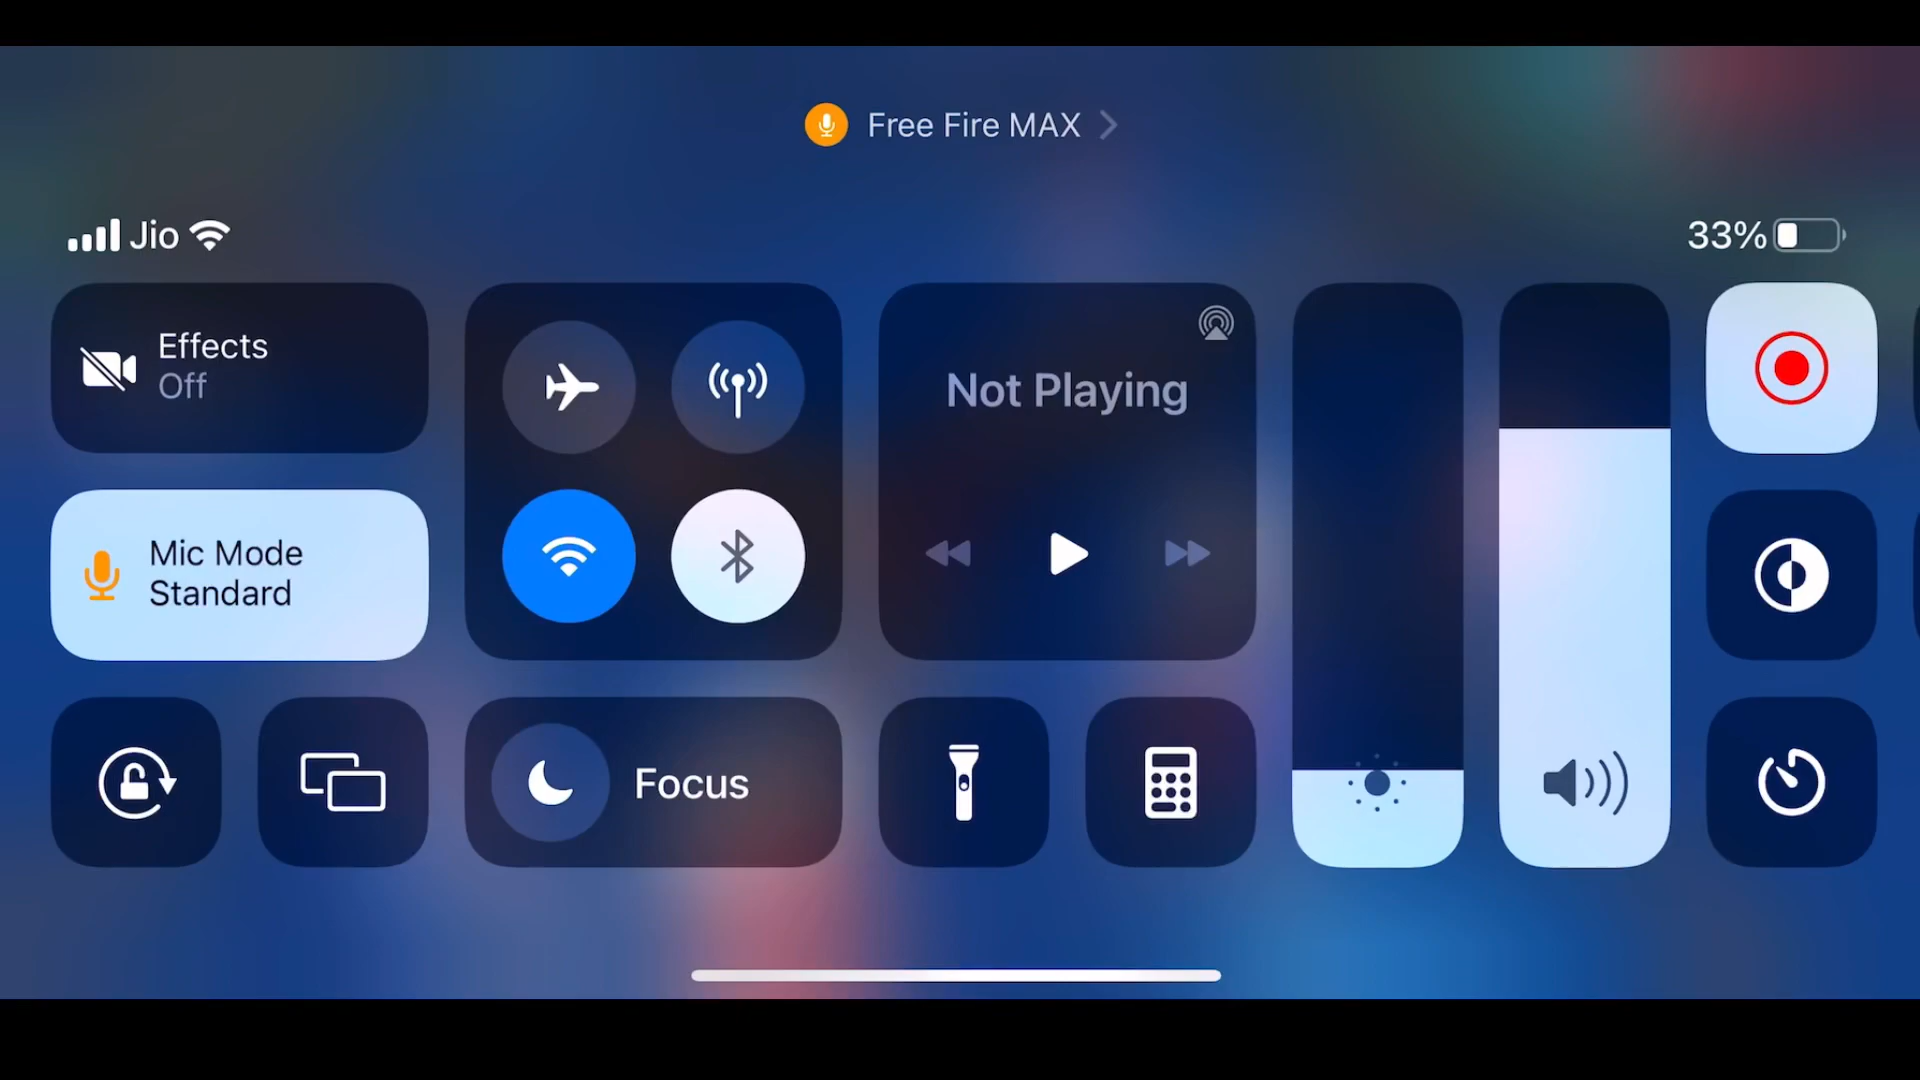 Free Fire MAX
Jio
33%
Effects
Off
Not Playing
Mic Mode
Standard
Focus